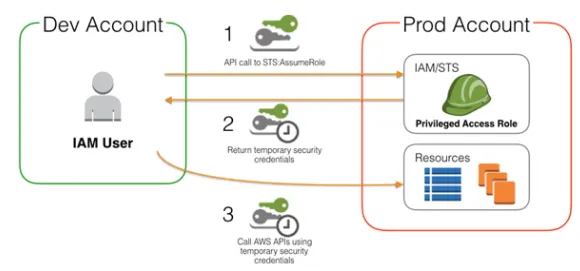 Dev Account
IAM User
1
API call to STS:AssumeRole
2
Return temporary security
credentials
3
Call AWS APIs using
temporary security
credentials
Prod Account
IAM/STS
Privileged Access Role
Resources